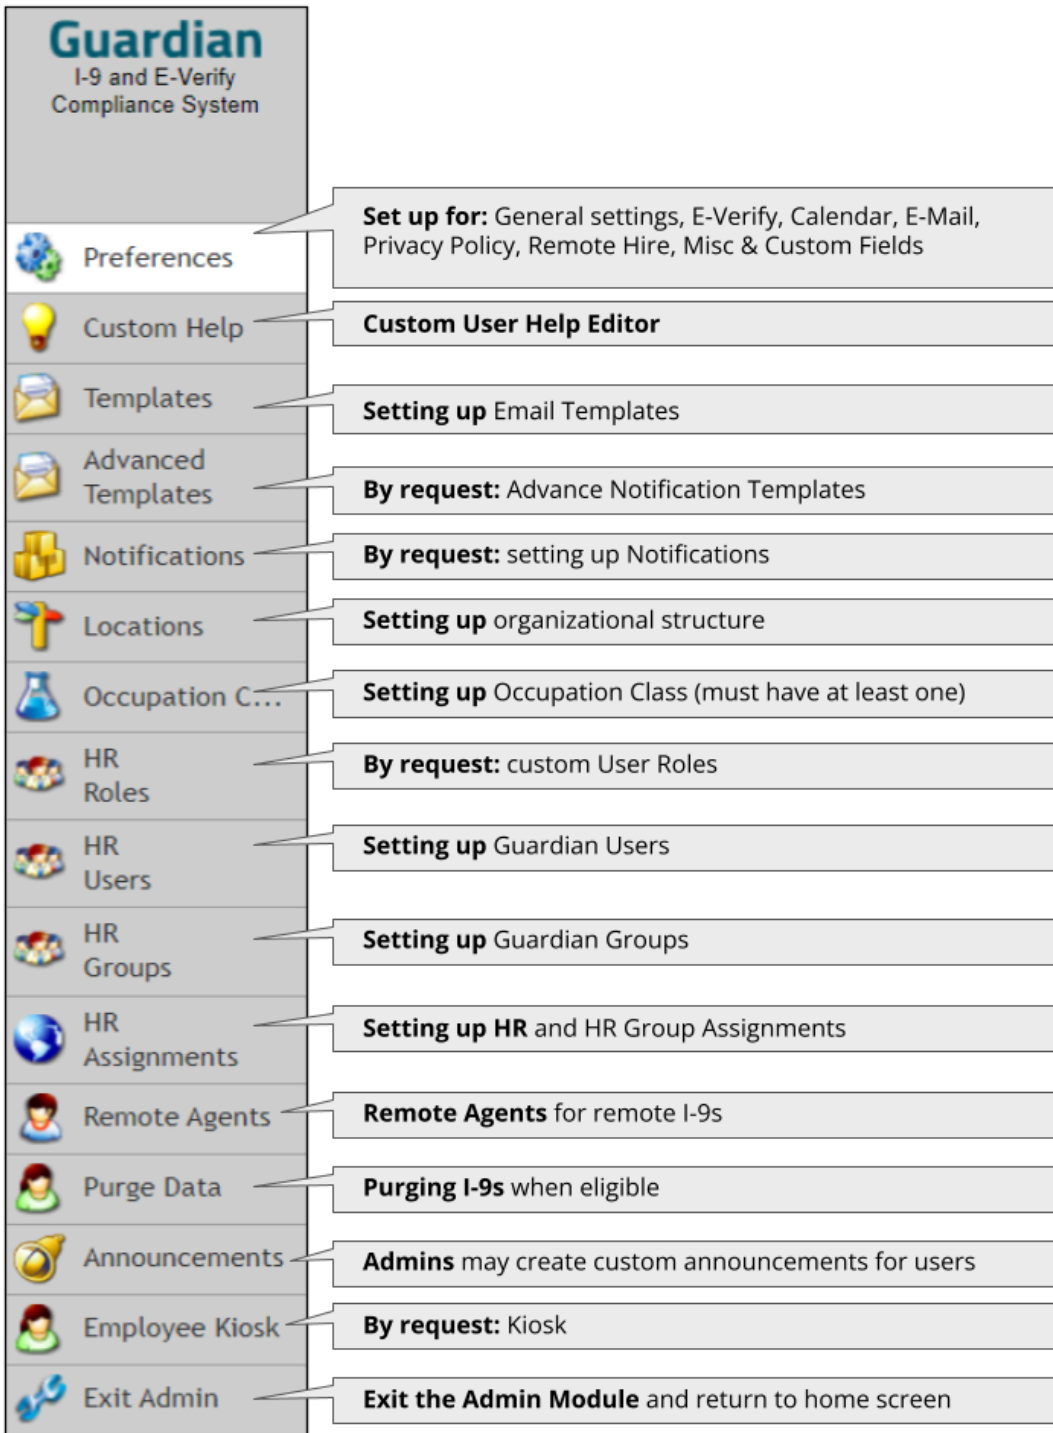 Guardian
I-9 and E-Verify
Compliance System
Preferences
Set up for: General settings, E-Verify, Calendar, E-Mail,
Privacy Policy, Remote Hire, Misc & Custom Fields
Custom Help
Custom User Help Editor
Templates
Setting up Email Templates
Advanced
Templates
By request: Advance Notification Templates
Notifications
By request: setting up Notifications
Locations
Setting up organizational structure
Occupation C...
Setting up Occupation Class (must have at least one)
HR
Roles
By request: custom User Roles
HR
Users
Setting up Guardian Users
HR
Groups
Setting up Guardian Groups
HR
Assignments
Setting up HR and HR Group Assignments
Remote Agents
Remote Agents for remote I-9s
Purge Data
Purging I-9s when eligible
Announcements
Admins may create custom announcements for users
Employee Kiosk
By request: Kiosk
Exit Admin
Exit the Admin Module and return to home screen